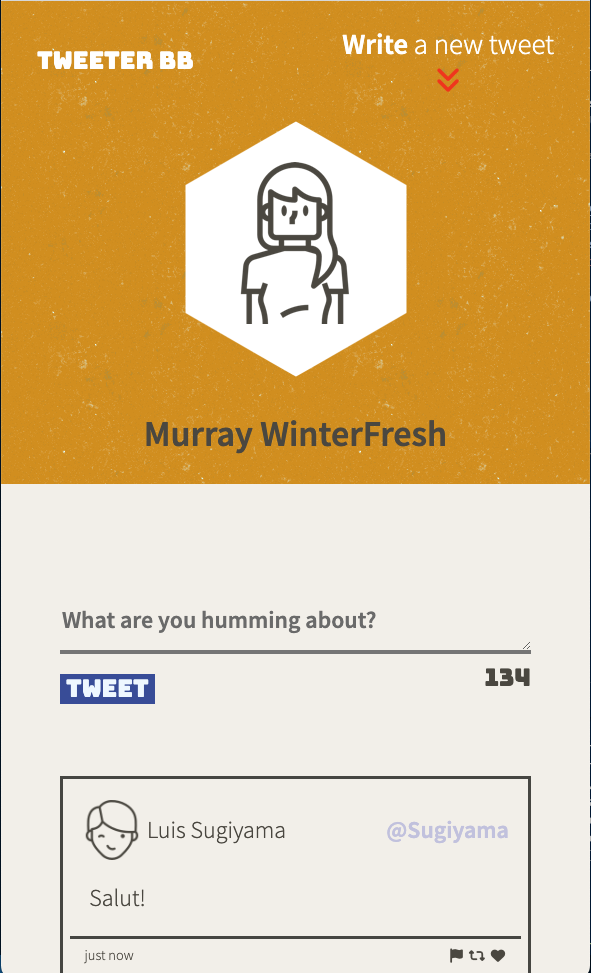 TWEETER BB
Write a new tweet
Murray WinterFresh
What are you humming about?
TWEET
134
Luis Sugiyama
@Sugiyama
Salut!
just now